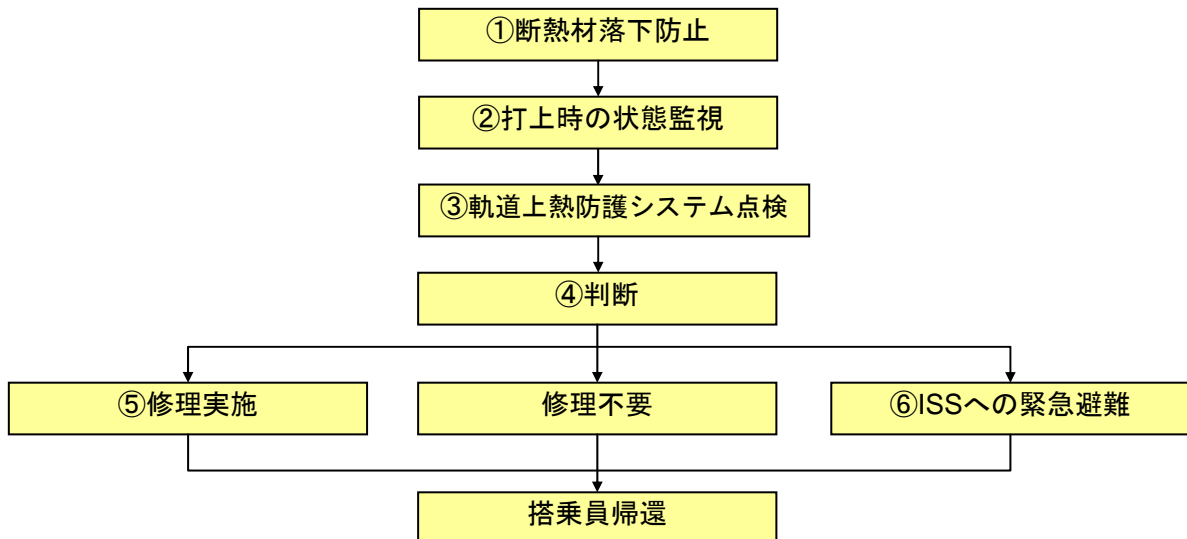 ①断熱材落下防止
②打上時の状態監視
③軌道上熱防護システム点検
④判断
⑤修理実施
修理不要
⑥ISSへの緊急避難
搭乗員帰還